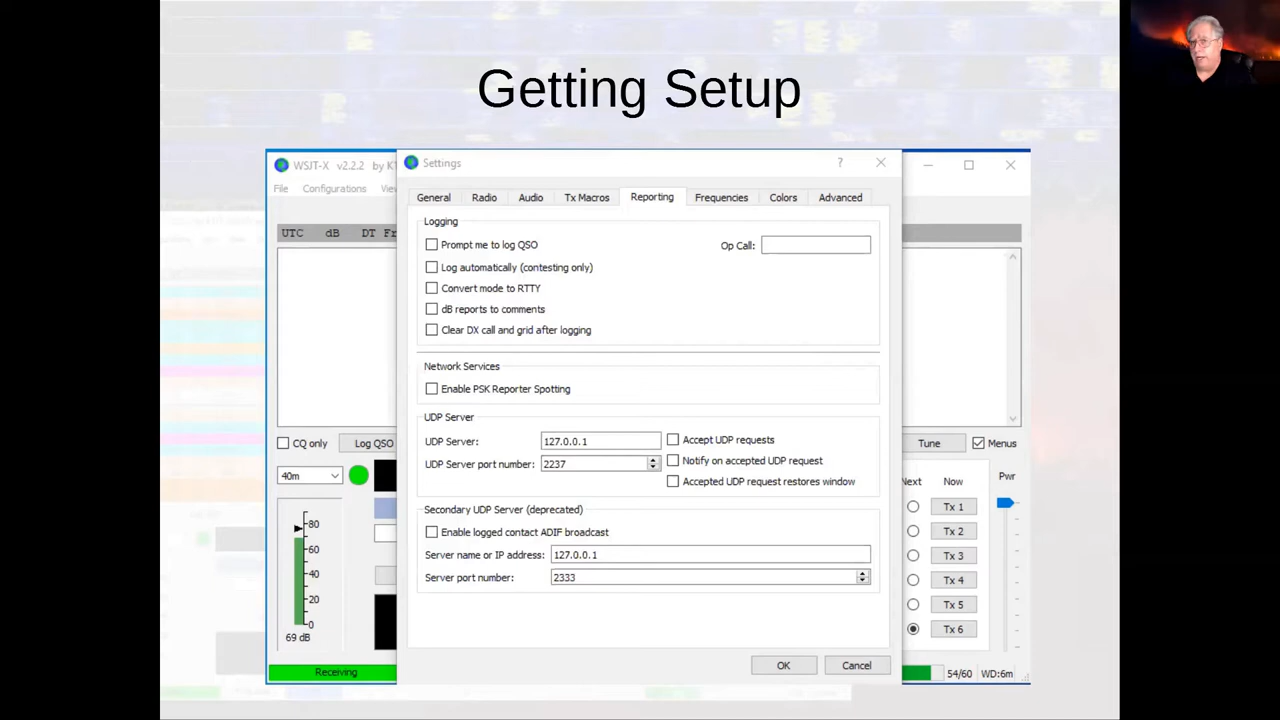 Getting Setup
WSJT-X v2.2.2 by K1
Settings
File Configurations
General Radio Audio Tx Macros Reporting Frequencies Colors Advanced
Logging
Prompt me to log QSO Op Call:
UTC dB DT Fr
Log automatically (contesting only)
Convert mode to RTTY
dB reports to comments
Clear DX call and grid after logging
Network Services
Enable PSK Reporter Spotting
UDP Server
UDP Server: 127.0.0.1 Accept UDP requests
CQ only Log QSO Tune Menus
UDP Server port number: 2237 Notify on accepted UDP request
40m
Accepted UDP request restores window
Next Now Pwr
Secondary UDP Server (deprecated)
Enable logged contact ADIF broadcast
Server name or IP address: 127.0.0.1
Server port number: 2333
80
60
40
20
0
69 dB
Tx 1
Tx 2
Tx 3
Tx 4
Tx 5
Tx 6
OK Cancel
Receiving 54/60 WD:6m